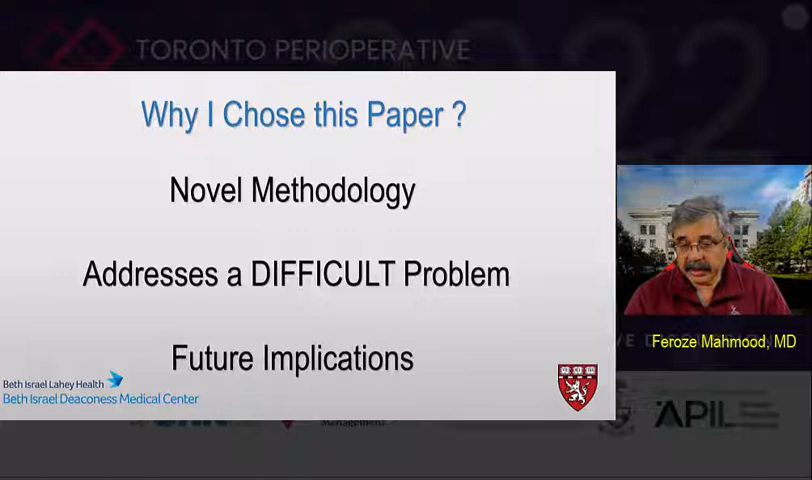 TORONTO PERIOPERATIVE
Why I Chose this Paper ?
Novel Methodology
Addresses a DIFFICULT Problem
Future Implications
Beth Israel Lahey Health
Beth Israel Deaconess Medical Center
Feroze Mahmood, MD
Management
APIL